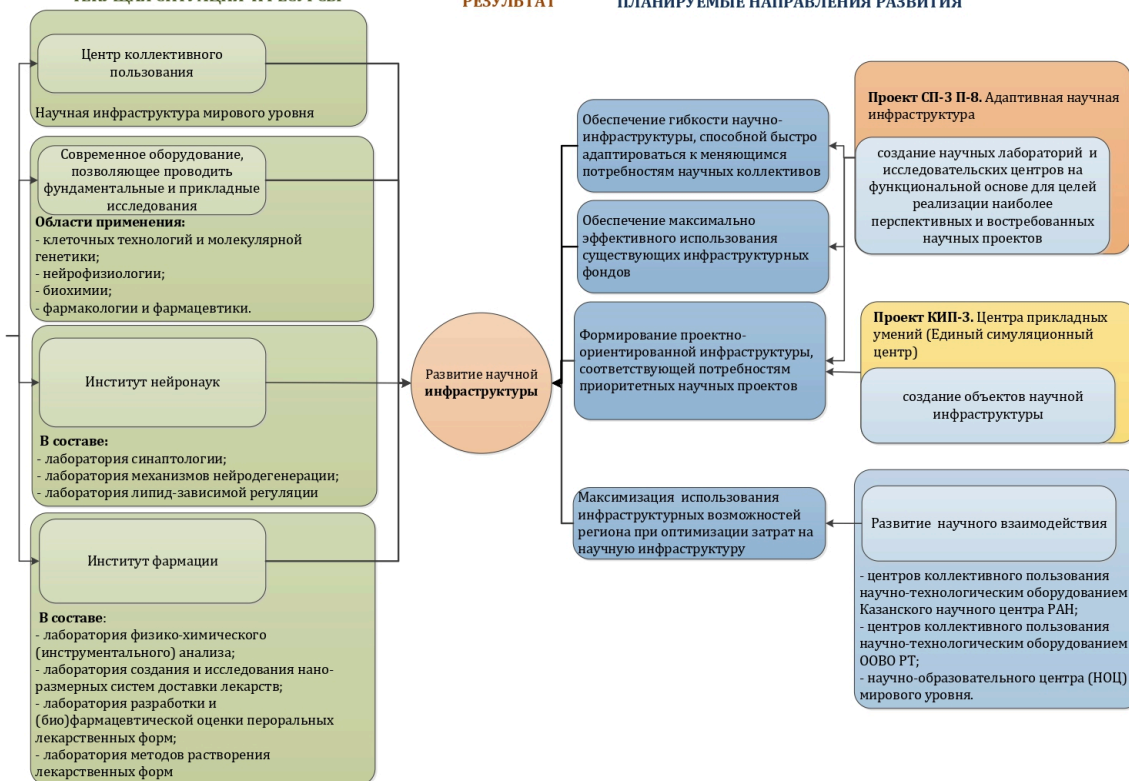 РЕЗУЛЬТАТ
ПЛАНИРУЕМЫЕ НАПРАВЛЕНИЯ РАЗВИТИЯ
Центр коллективного
пользования
Научная инфраструктура мирового уровня
Современное оборудование,
позволяющее проводить
фундаментальные и прикладные
исследования
Области применения:
- клеточных технологий и молекулярной
генетики;
- нейрофизиологии;
- биохимии;
- фармакологии и фармацевтики.
Институт нейронаук
В составе:
- лаборатория синаптологии;
- лаборатория механизмов нейродегенерации;
- лаборатория липид-зависимой регуляции
Институт фармации
В составе:
- лаборатория физико-химического
(инструментального) анализа;
- лаборатория создания и исследования нано-
размерных систем доставки лекарств;
- лаборатория разработки и
(био)фармацевтической оценки пероральных
лекарственных форм;
- лаборатория методов растворения
лекарственных форм
Развитие научной
инфраструктуры
Обеспечение гибкости научно-
инфраструктуры, способной быстро
адаптироваться к меняющимся
потребностям научных коллективов
Обеспечение максимально
эффективного использования
существующих инфраструктурных
фондов
Формирование проектно-
ориентированной инфраструктуры,
соответствующей потребностям
приоритетных научных проектов
Максимизация использования
инфраструктурных возможностей
региона при оптимизации затрат на
научную инфраструктуру
Проект СП-3 П-8. Адаптивная научная
инфраструктура
создание научных лабораторий и
исследовательских центров на
функциональной основе для целей
реализации наиболее
перспективных и востребованных
научных проектов
Проект КИП-3. Центра прикладных
умений (Единый симуляционный
центр)
создание объектов научной
инфраструктуры
Развитие научного взаимодействия
- центров коллективного пользования
научно-технологическим оборудованием
Казанского научного центра РАН;
- центров коллективного пользования
научно-технологическим оборудованием
ООВО РТ;
- научно-образовательного центра (НОЦ)
мирового уровня.